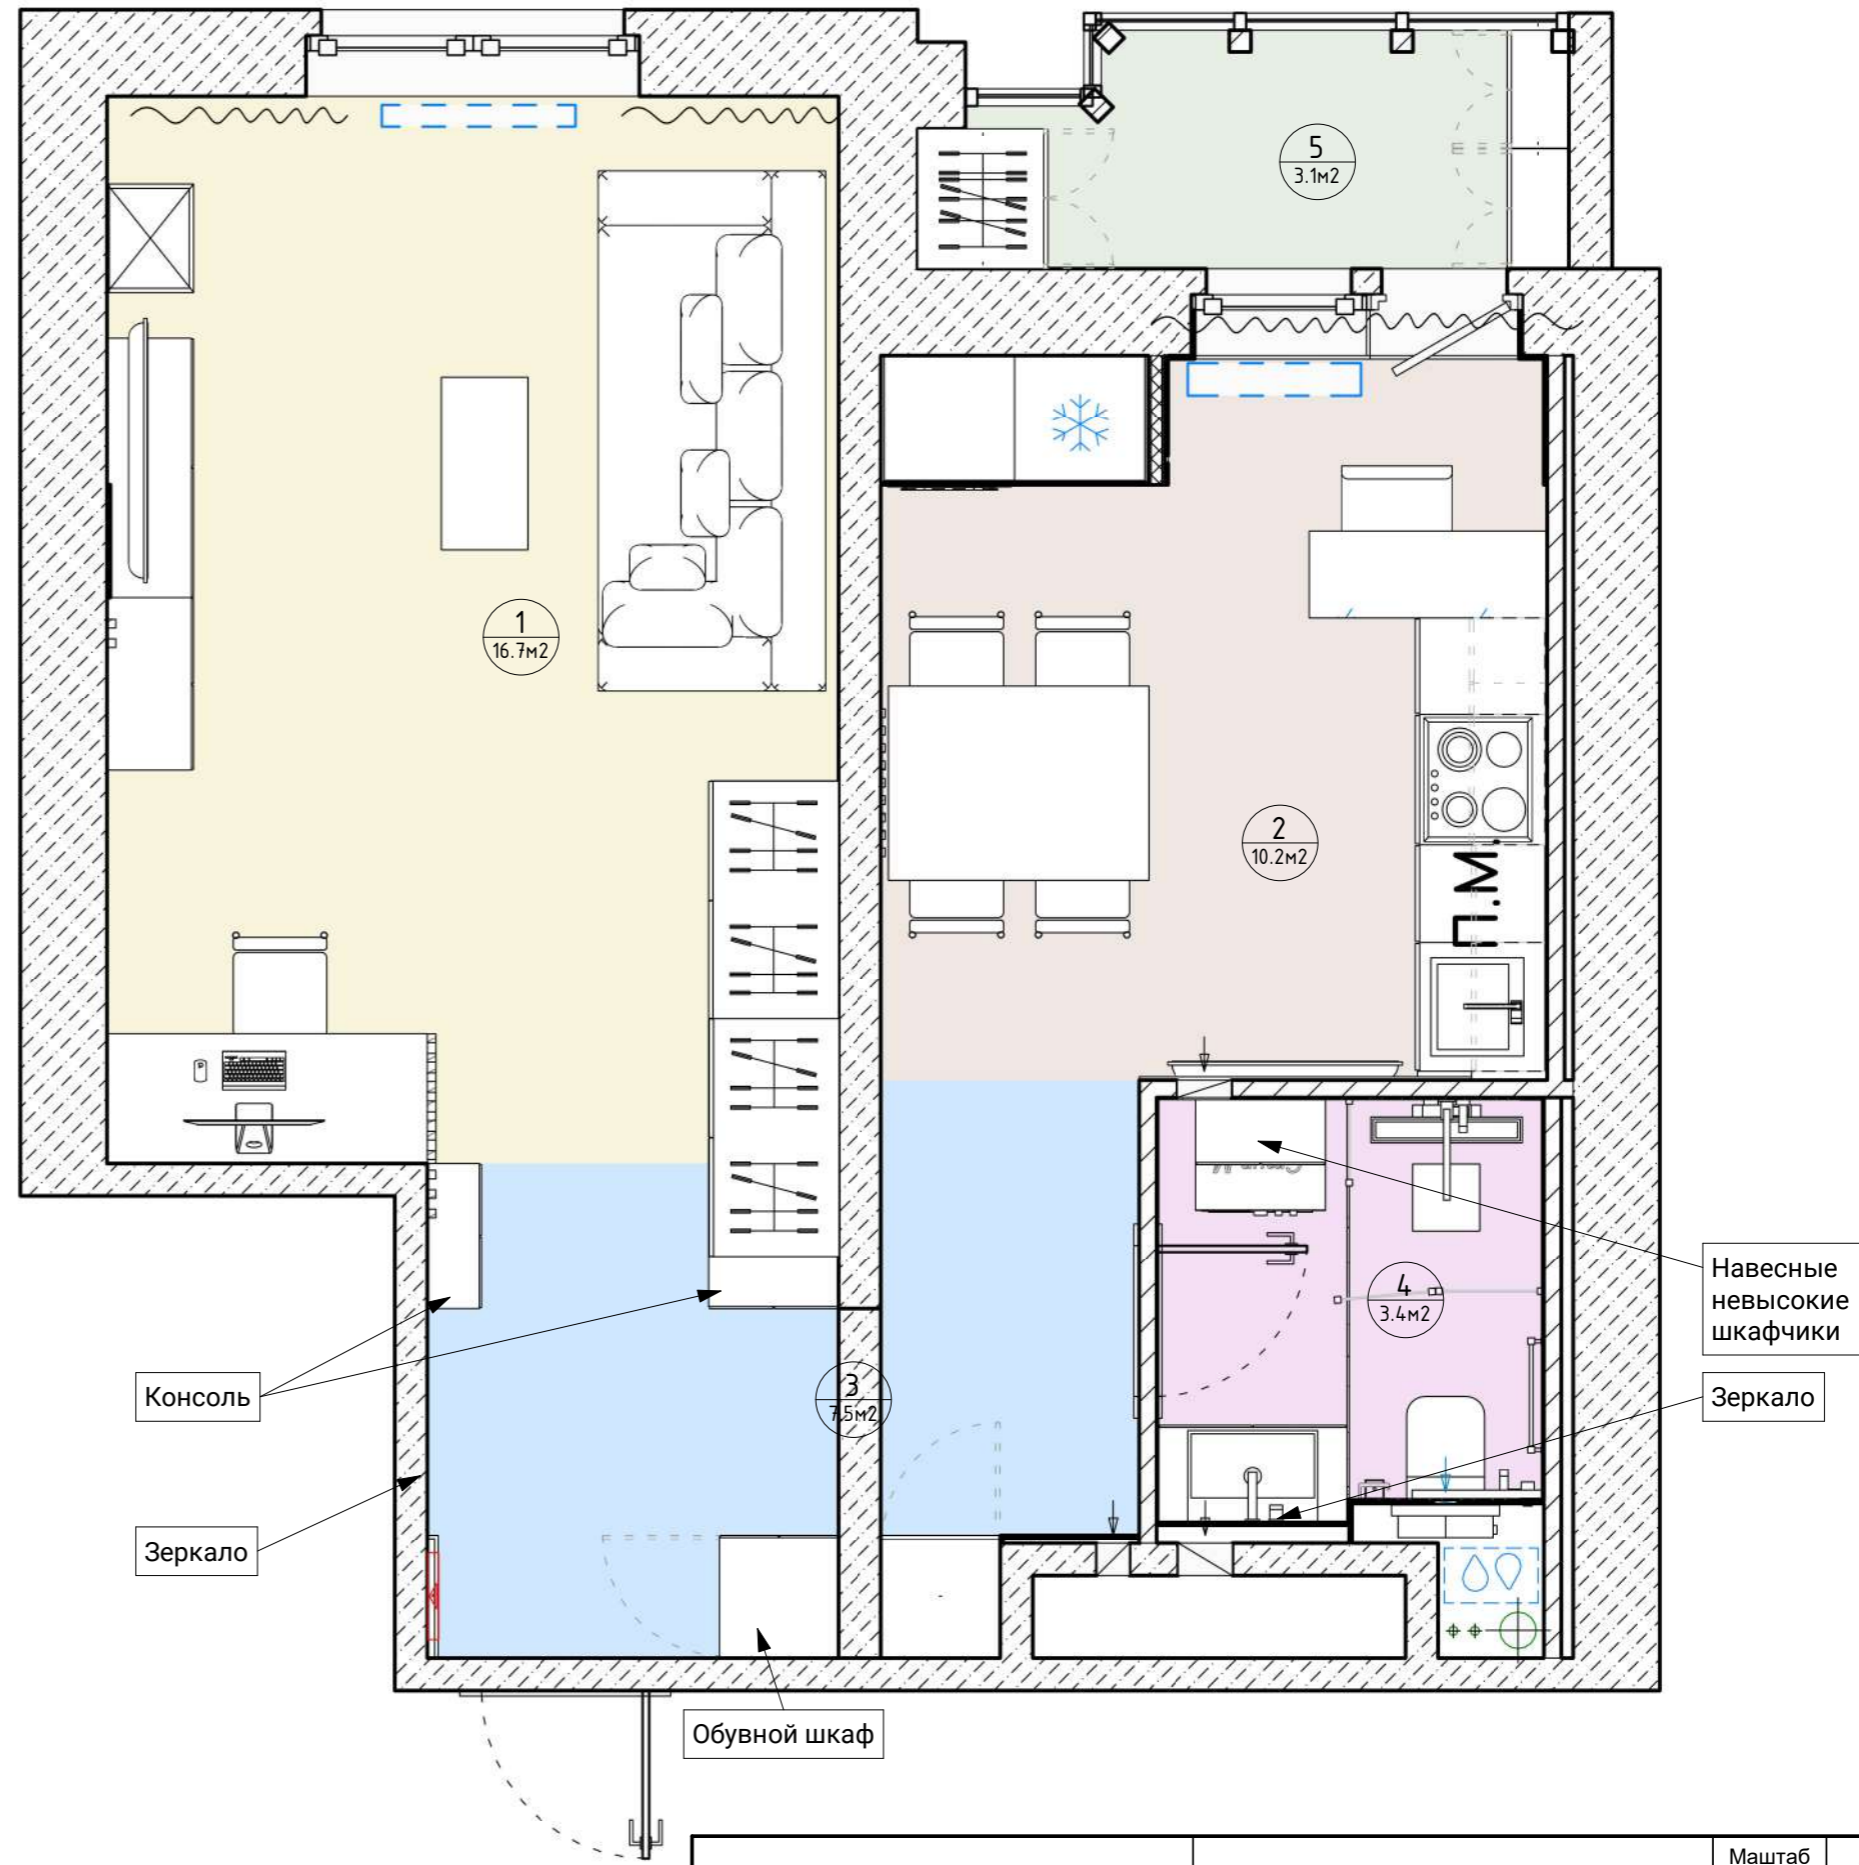 5
3.1м2
1
16.7м2
2
10.2м2
П.М.
4
3.4м2
Навесные
невысокие
шкафчики
Консоль
3
7.5м2
Зеркало
Зеркало
Обувной шкаф
Маштаб